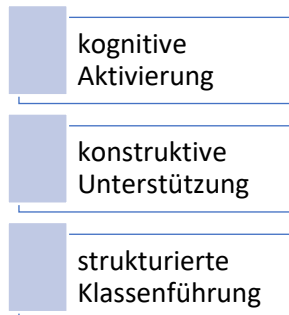 kognitive
Aktivierung
konstruktive
Unterstützung
strukturierte
Klassenführung